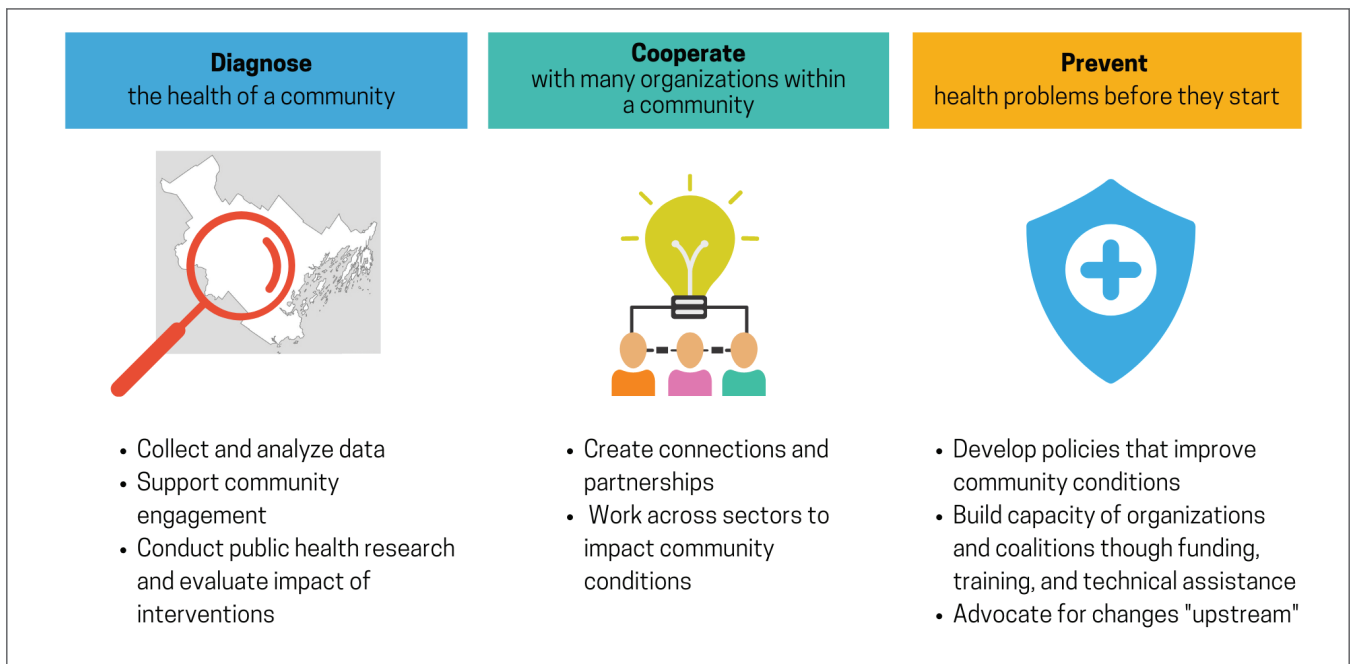 Diagnose
the health of a community
• Collect and analyze data
• Support community
engagement
• Conduct public health research
and evaluate impact of
interventions
Cooperate
with many organizations within
a community
• Create connections and
partnerships
• Work across sectors to
impact community
conditions
Prevent
health problems before they start
• Develop policies that improve
community conditions
• Build capacity of organizations
and coalitions though funding,
training, and technical assistance
• Advocate for changes "upstream"